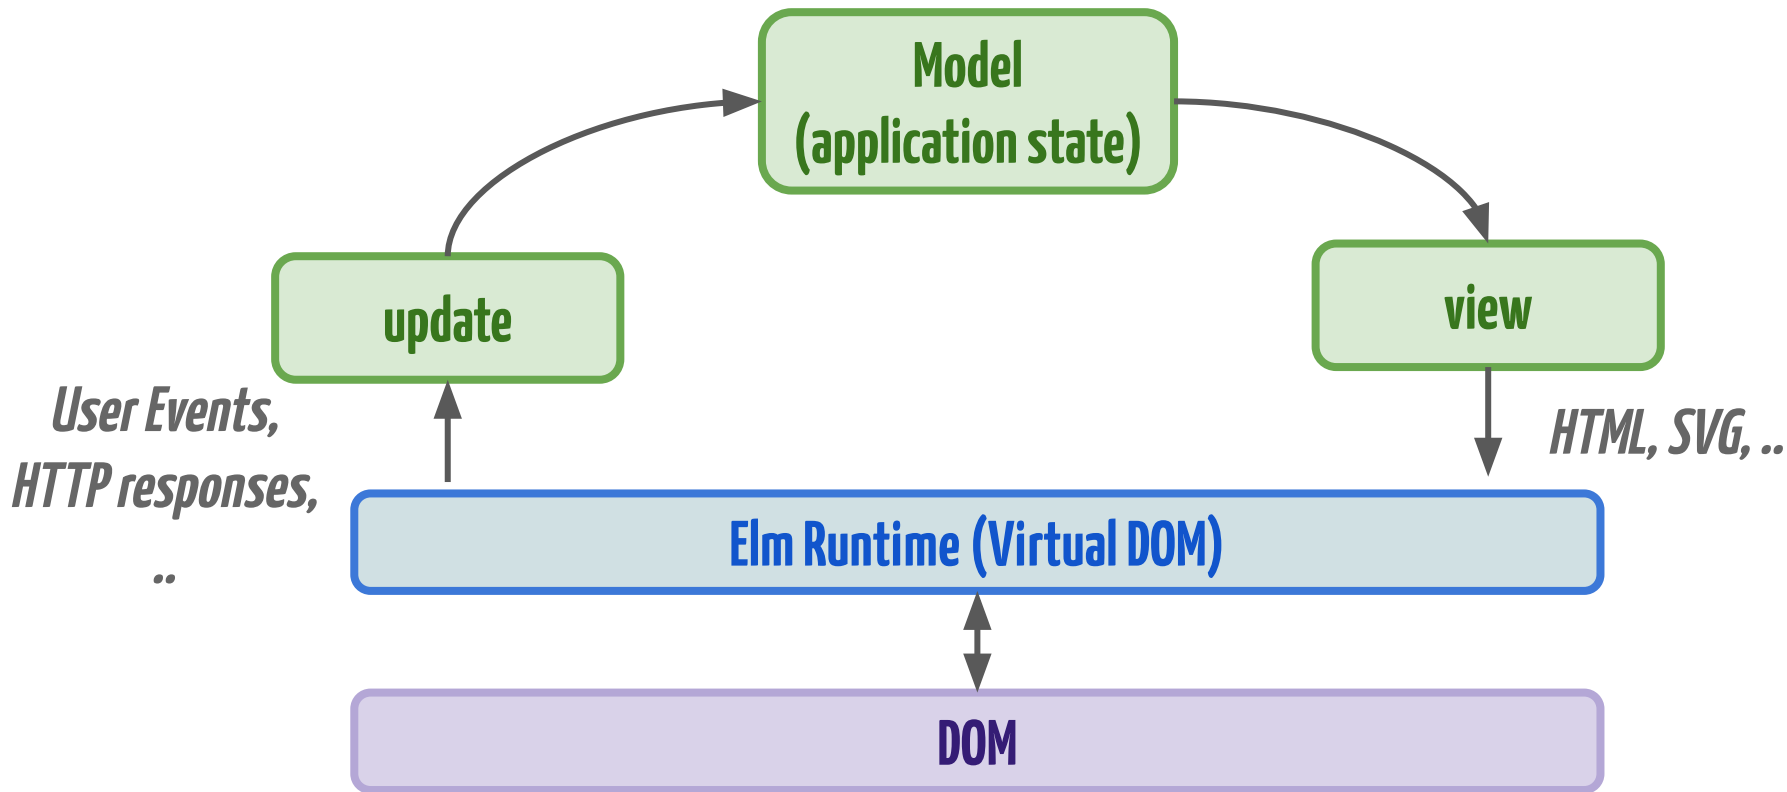 Model
(application state)
update
view
User Events,
HTTP responses,
..
HTML, SVG, ..
Elm Runtime (Virtual DOM)
DOM